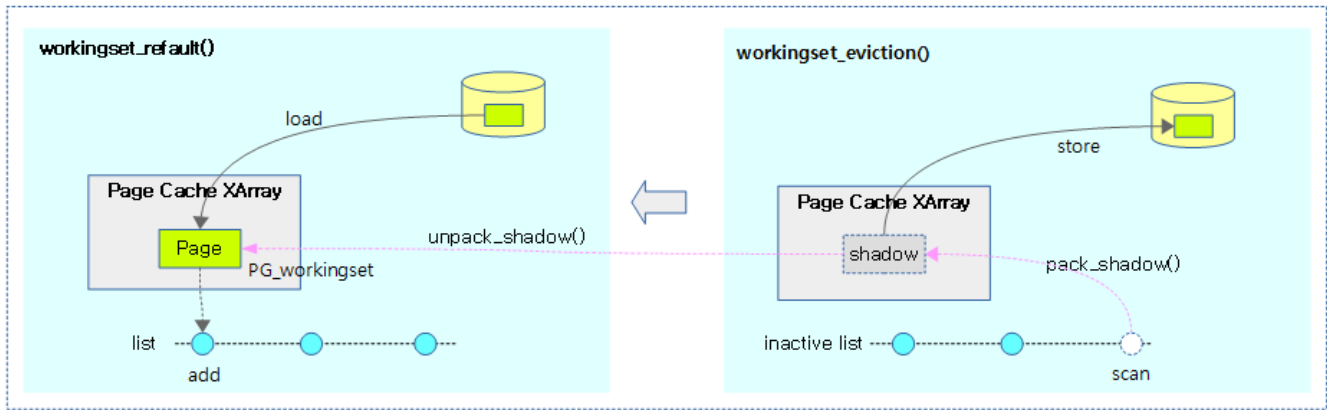 workingset_refault()
load
Page Cache XArray
Page
PG_workingset
list
add
unpack_shadow()
workingset_eviction()
store
Page Cache XArray
shadow
pack_shadow()
inactive list
scan